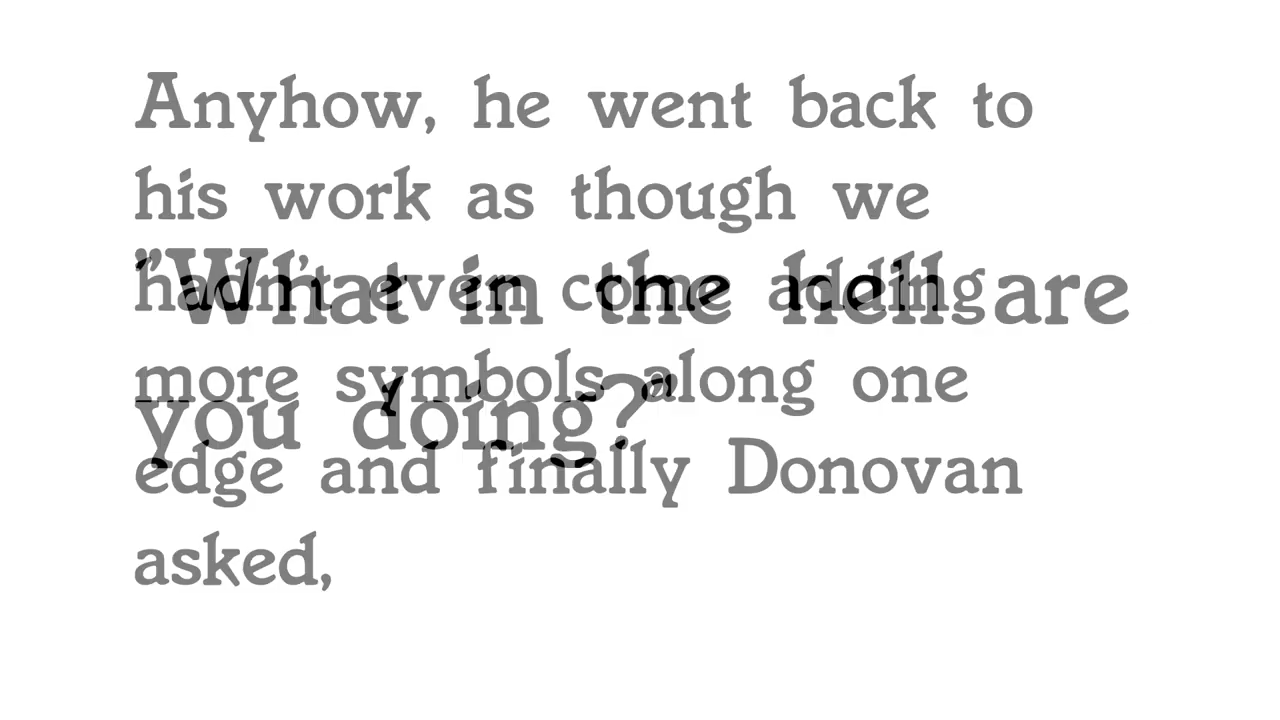 Anyhow, he went back to
his work as though we
hadn't even come adding
more symbols along one
edge and finally Donovan
asked,
"What in the hell are
you doing?"